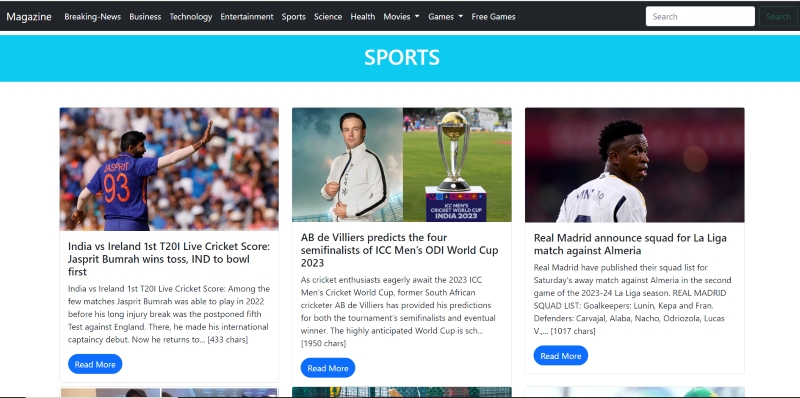 Magazine Breaking-News Business Technology Entertainment Sports Science Health Movies Games Free Games Search Search
SPORTS
JASPRIT
93
ICC MEN'S
CRICKET WORLD CUP
INDIA 2023
India vs Ireland 1st T20I Live Cricket Score:
Jasprit Bumrah wins toss, IND to bowl
first
India vs Ireland 1st T20I Live Cricket Score: Among the
few matches Jasprit Bumrah was able to play in 2022
before his long injury break was the postponed fifth
Test against England. There, he made his international
captaincy debut. Now he returns to... [433 chars]
Read More
AB de Villiers predicts the four
semifinalists of ICC Men's ODI World Cup
2023
As cricket enthusiasts eagerly await the 2023 ICC
Men's Cricket World Cup, former South African
cricketer AB de Villiers has provided his predictions
for both the tournament's semifinalists and eventual
winner. The highly anticipated World Cup is sch...
[1950 chars]
Read More
Real Madrid announce squad for La Liga
match against Almeria
Real Madrid have published their squad list for
Saturday's away match against Almeria in the second
game of the 2023-24 La Liga season. REAL MADRID
SQUAD LIST: Goalkeepers: Lunin, Kepa and Fran.
Defenders: Carvajal, Alaba, Nacho, Odriozola, Lucas
V.,... [1017 chars]
Read More